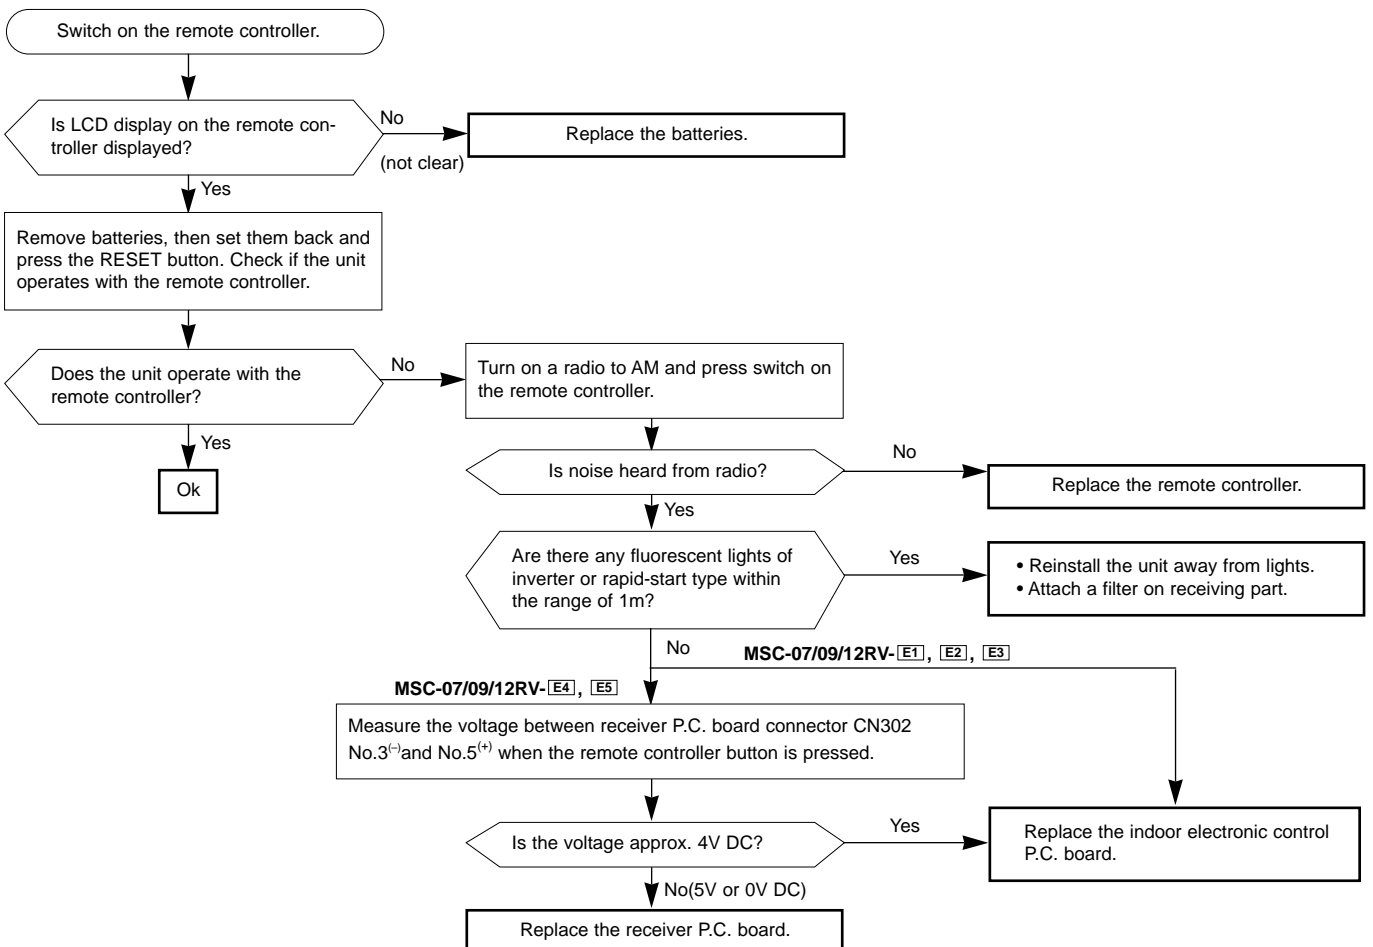 Switch on the remote controller.
Is LCD display on the remote con-
troller displayed?
No
(not clear)
Replace the batteries.
Yes
Remove batteries, then set them back and
press the RESET button. Check if the unit
operates with the remote controller.
Does the unit operate with the
remote controller?
No
Turn on a radio to AM and press switch on
the remote controller.
Yes
Ok
Is noise heard from radio?
No
Replace the remote controller.
Yes
Are there any fluorescent lights of
inverter or rapid-start type within
the range of 1m?
Yes
• Reinstall the unit away from lights.
• Attach a filter on receiving part.
No
MSC-07/09/12RV- E1 , E2 , E3
MSC-07/09/12RV- E4 , E5
Measure the voltage between receiver P.C. board connector CN302
No.3(–)and No.5(+) when the remote controller button is pressed.
Is the voltage approx. 4V DC?
Yes
Replace the indoor electronic control
P.C. board.
No(5V or 0V DC)
Replace the receiver P.C. board.